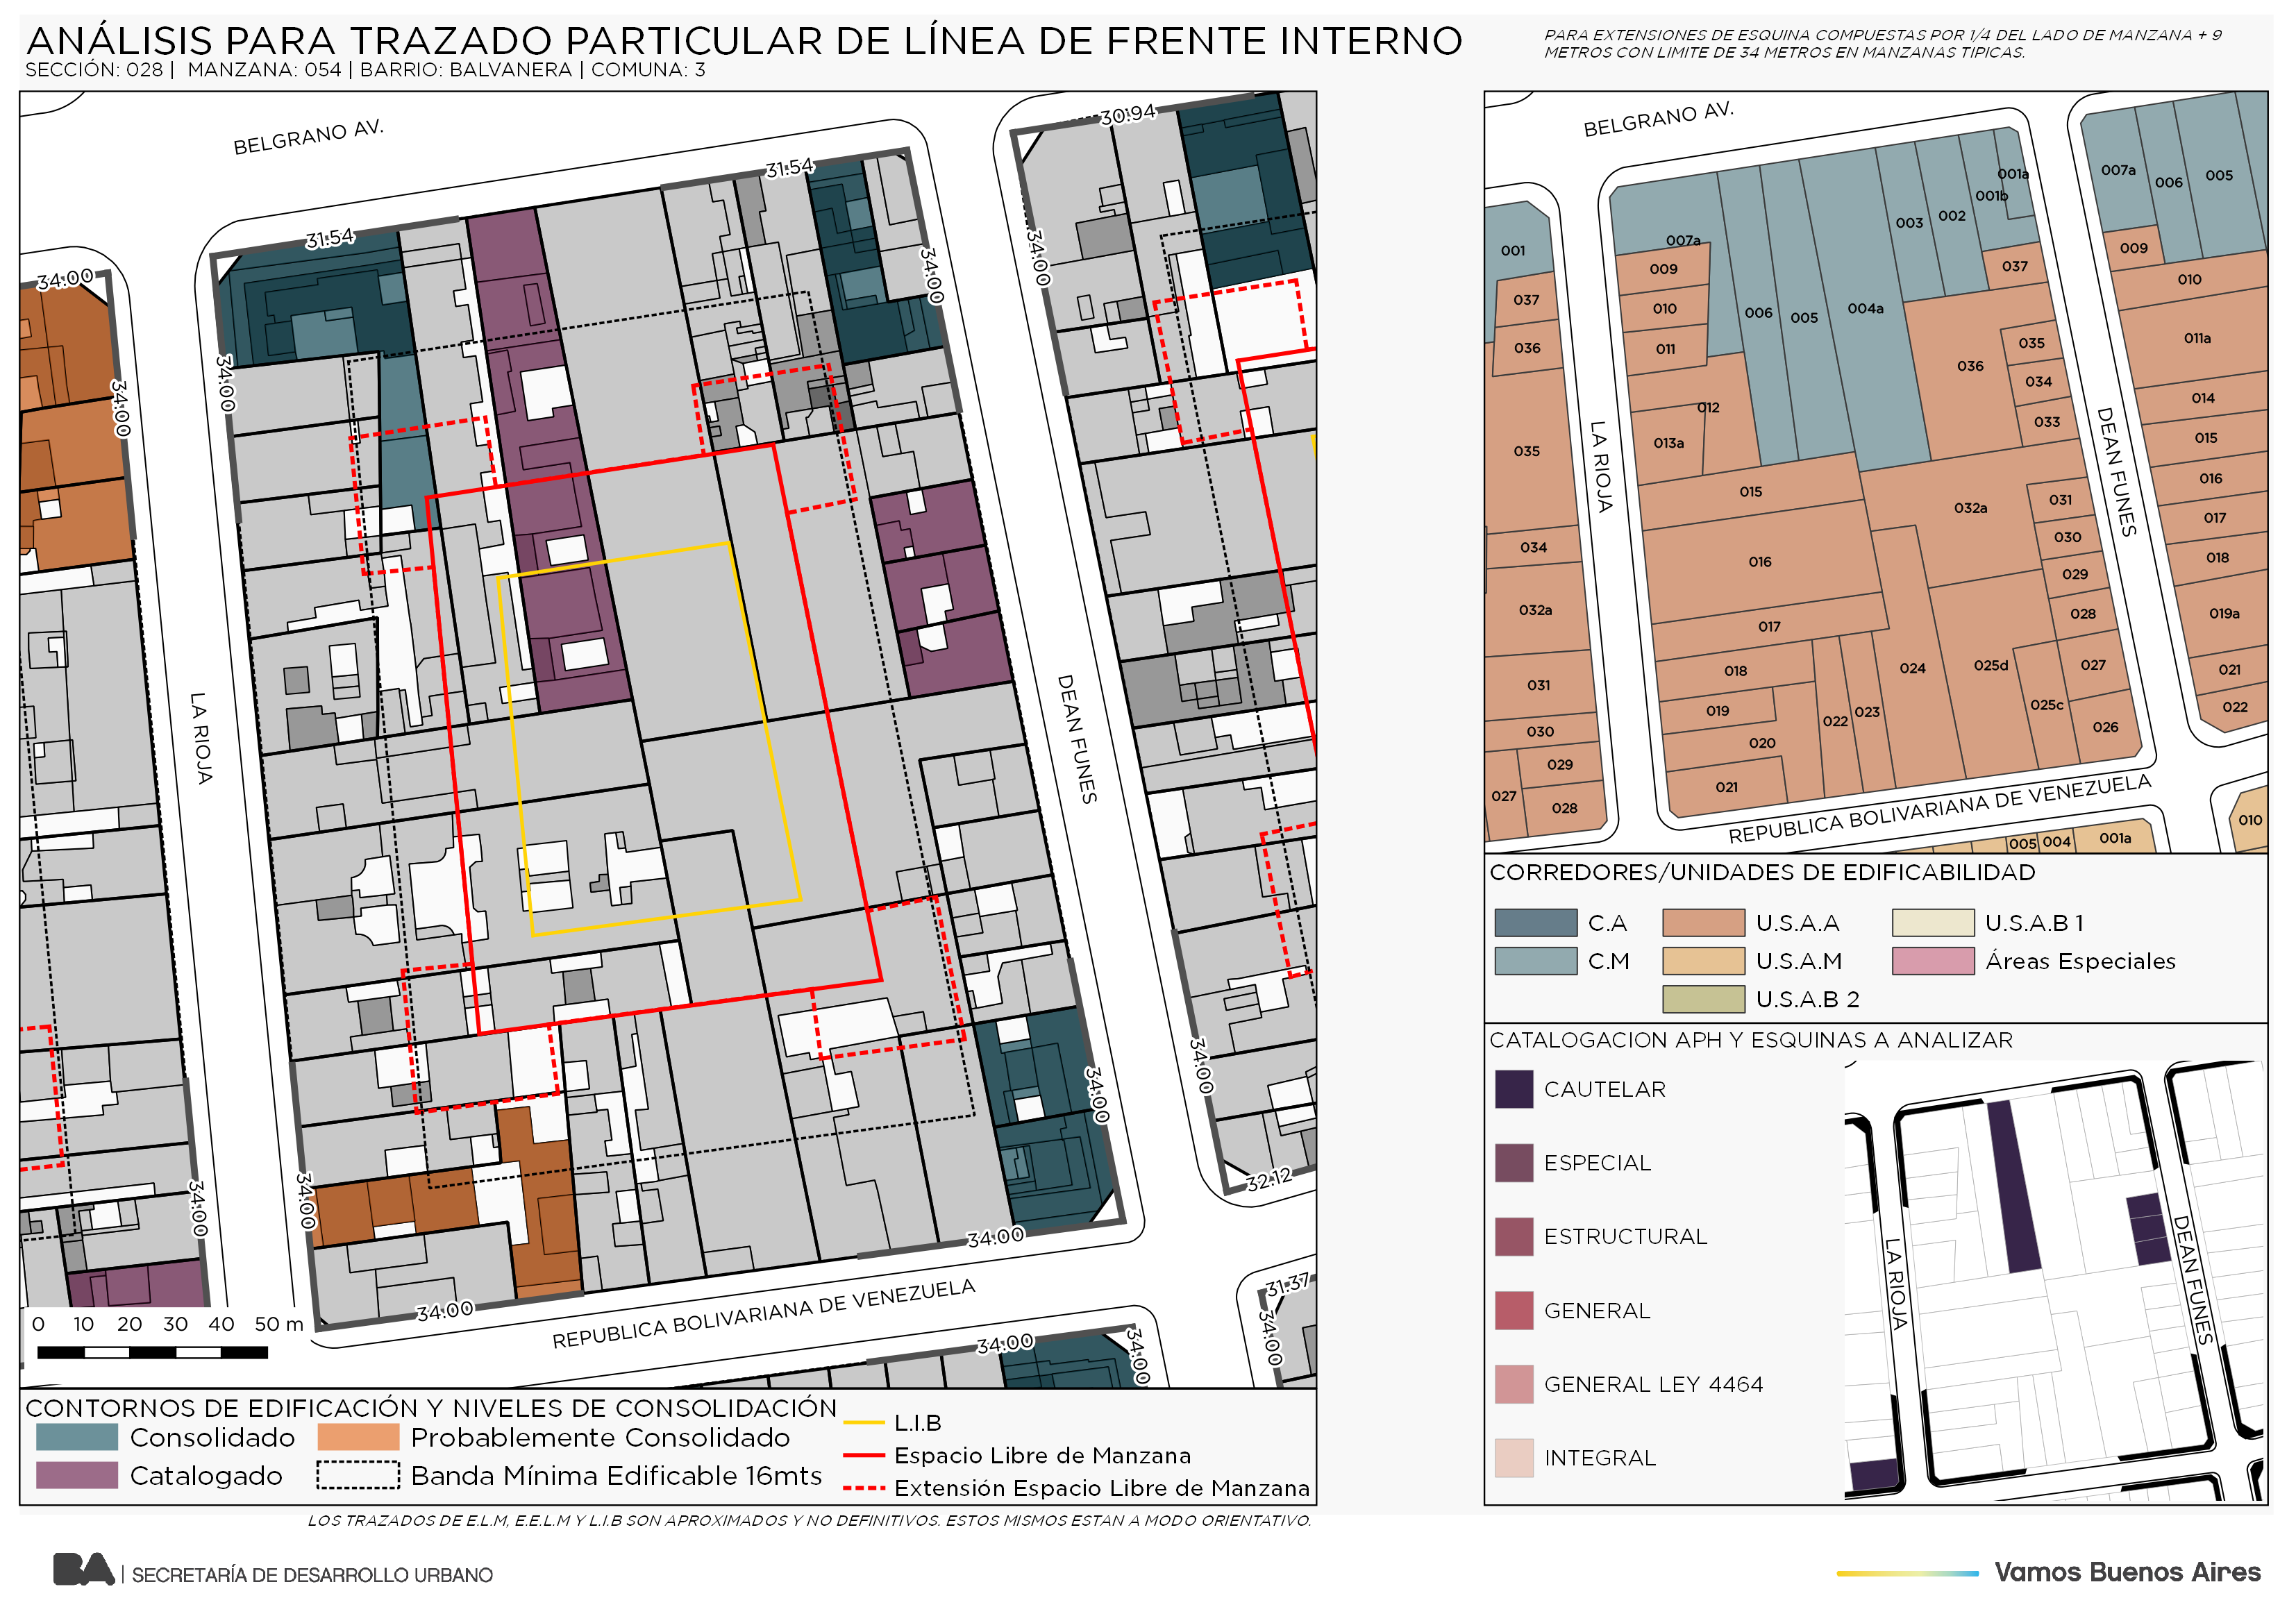 ANÁLISIS PARA TRAZADO PARTICULAR DE LÍNEA DE FRENTE INTERNO
SECCIÓN: 028 | MANZANA: 054 | BARRIO: BALVANERA | COMUNA: 3
PARA EXTENSIONES DE ESQUINA COMPUESTAS POR 1/4 DEL LADO DE MANZANA + 9
METROS CON LIMITE DE 34 METROS EN MANZANAS TIPICAS.
BELGRANO AV.
30.94
31.54
31.54
34.00
34.00
34.00
34.00
34.00
LA RIOJA
DEAN FUNES
34.00
34.00
34.00
34.00
32.12
34.00
34.00
REPUBLICA BOLIVARIANA DE VENEZUELA
34.00
34.00
31.37
34.00
0 10 20 30 40 50 m
CONTORNOS DE EDIFICACIÓN Y NIVELES DE CONSOLIDACIÓN
Consolidado
Probablemente Consolidado
Catalogado
Banda Mínima Edificable 16mts
L.I.B
Espacio Libre de Manzana
Extensión Espacio Libre de Manzana
LOS TRAZADOS DE E.L.M, E.E.L.M Y L.I.B SON APROXIMADOS Y NO DEFINITIVOS. ESTOS MISMOS ESTAN A MODO ORIENTATIVO.
BELGRANO AV.
001
037
036
035
034
032a
031
030
029
027
028
LA RIOJA
007a
009
010
011
012
013a
006
005
004a
003
002
001b
001a
037
036
035
034
033
015
016
017
018
019
020
021
022
023
024
025d
025c
032a
031
030
029
028
027
026
DEAN FUNES
007a
006
005
009
010
011a
014
015
016
017
018
019a
021
022
REPUBLICA BOLIVARIANA DE VENEZUELA
005
004
001a
010
CORREDORES/UNIDADES DE EDIFICABILIDAD
C.A
U.S.A.A
U.S.A.B 1
C.M
U.S.A.M
Áreas Especiales
U.S.A.B 2
CATALOGACION APH Y ESQUINAS A ANALIZAR
CAUTELAR
ESPECIAL
ESTRUCTURAL
GENERAL
GENERAL LEY 4464
INTEGRAL
LA RIOJA
DEAN FUNES
BA | SECRETARÍA DE DESARROLLO URBANO
Vamos Buenos Aires